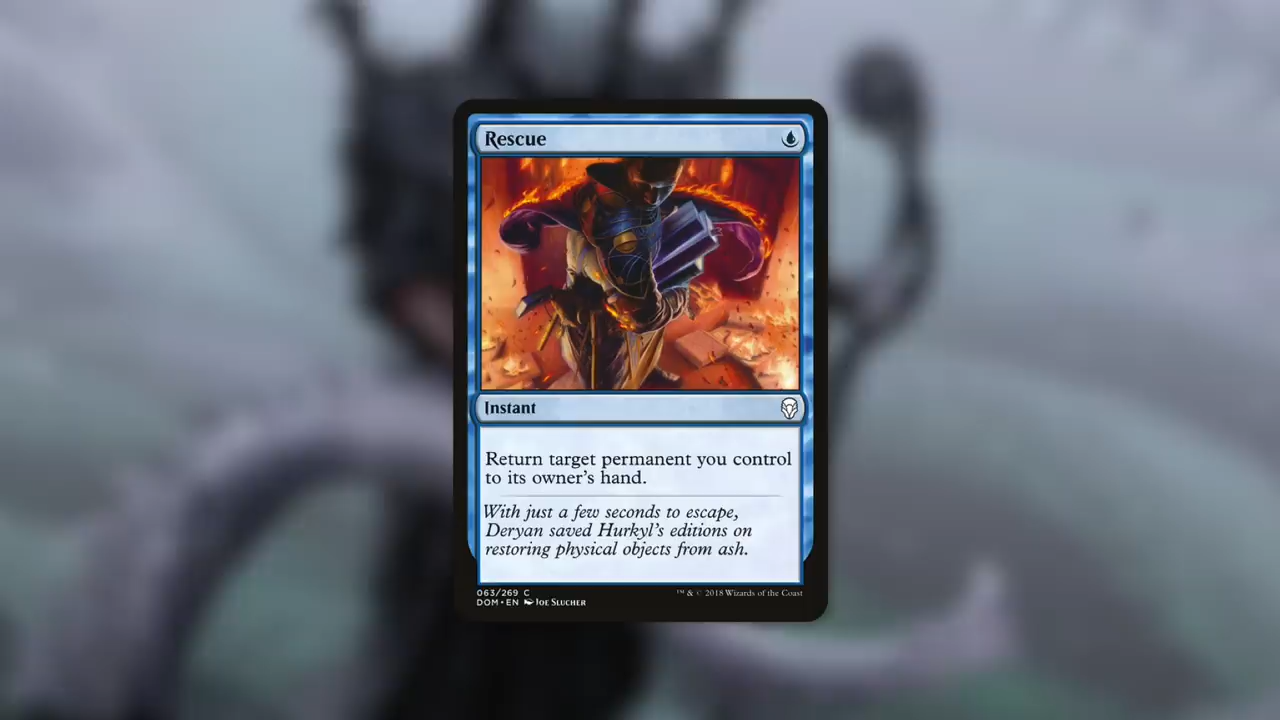 Rescue
Instant
Return target permanent you control
to its owner's hand.
With just a few seconds to escape,
Deryan saved Hurkyl's editions on
restoring physical objects from ash.
063/269 C
DOM • EN Joe Slucher
™ & © 2018 Wizards of the Coast